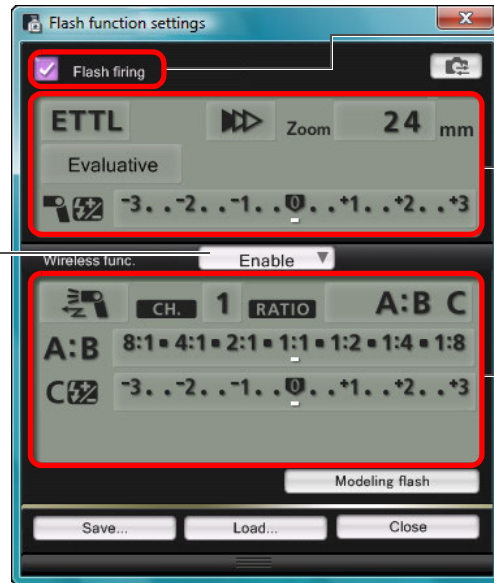 Flash function settings
Flash firing
ETTL Zoom 24 mm
Evaluative
-3..-2..-1..0..+1..+2..+3
Wireless func. Enable
CH. 1 RATIO A:B C
A:B 8:1 4:1 2:1 1:1 1:2 1:4 1:8
C -3..-2..-1..0..+1..+2..+3
Modeling flash
Save... Load... Close